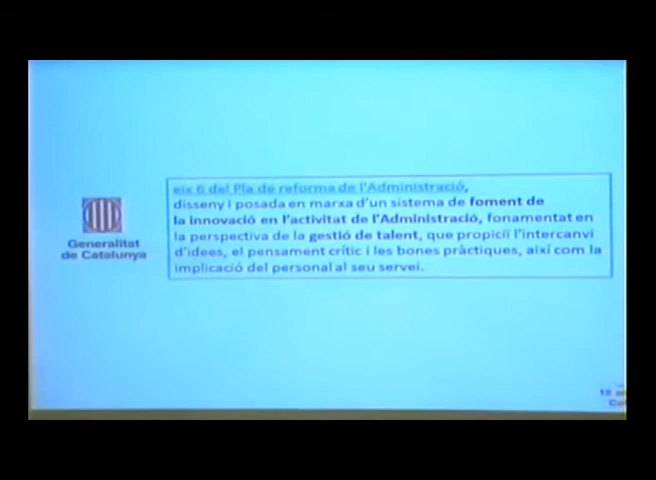 Generalitat
de Catalunya
eix 6 del Pla de reforma de l'Administració,
disseny i posada en marxa d'un sistema de foment de
la innovació en l'activitat de l'Administració, fonamentat en
la perspectiva de la gestió de talent, que propicïi l'intercanvi
d'idees, el pensament crític i les bones pràctiques, així com la
implicació del personal al seu servei.